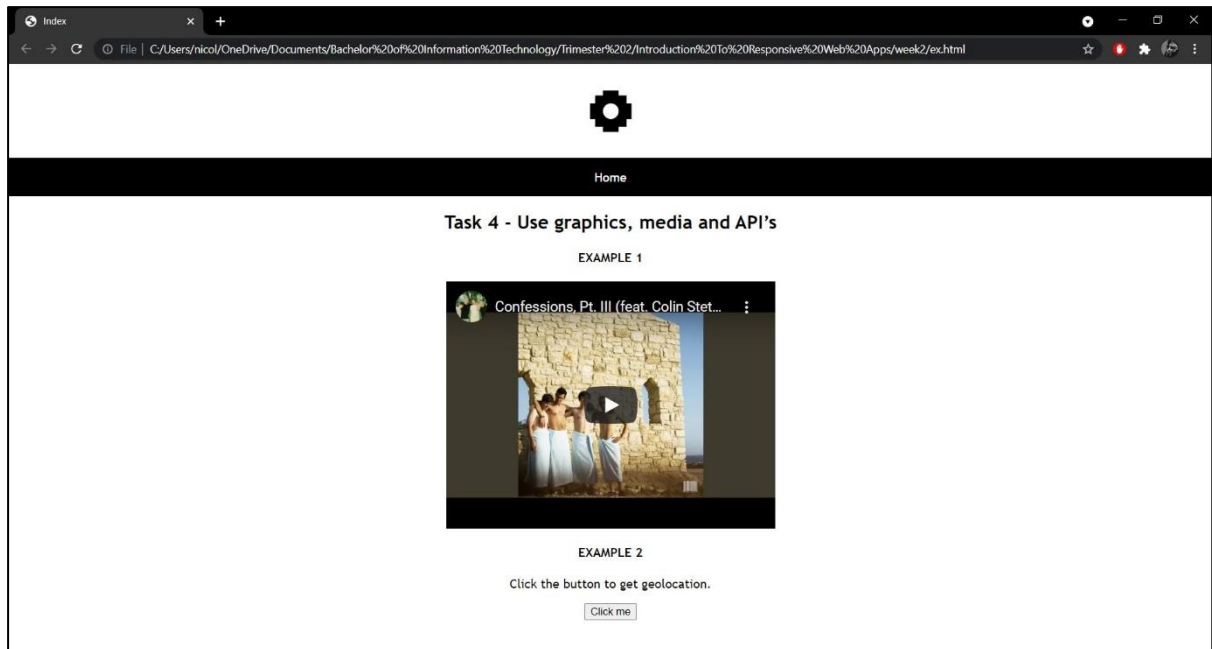 Index
File | C:/Users/nicol/OneDrive/Documents/Bachelor%20of%20Information%20Technology/Trimester%202/Introduction%20To%20Responsive%20Web%20Apps/week2/ex.html
Home
Task 4 - Use graphics, media and API’s
EXAMPLE 1
Confessions, Pt. III (feat. Colin Stet...
EXAMPLE 2
Click the button to get geolocation.
Click me